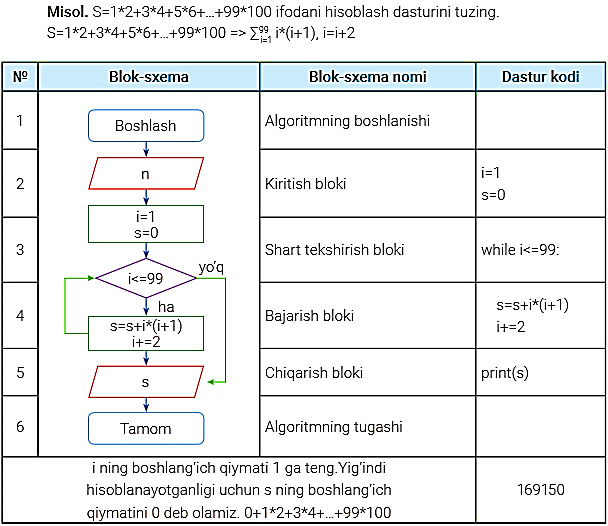 Misol. S=1*2+3*4+5*6+...+99*100 ifodani hisoblash dasturini tuzing.
S=1*2+3*4+5*6+...+99*100 => ∑⁹⁹ᵢ₌₁ i*(i+1), i=i+2
№ Blok-sxema Blok-sxema nomi Dastur kodi
1 Boshlash Algoritmning boshlanishi
2 n Kiritish bloki i=1
s=0
i=1
s=0
3 i<=99 yo‘q Shart tekshirish bloki while i<=99:
ha
4 s=s+i*(i+1) Bajarish bloki s=s+i*(i+1)
i+=2 i+=2
5 s Chiqarish bloki print(s)
6 Tamom Algoritmning tugashi
i ning boshlang‘ich qiymati 1 ga teng.Yig‘indi
hisoblanayotganligi uchun s ning boshlang‘ich 169150
qiymatini 0 deb olamiz. 0+1*2+3*4+...+99*100